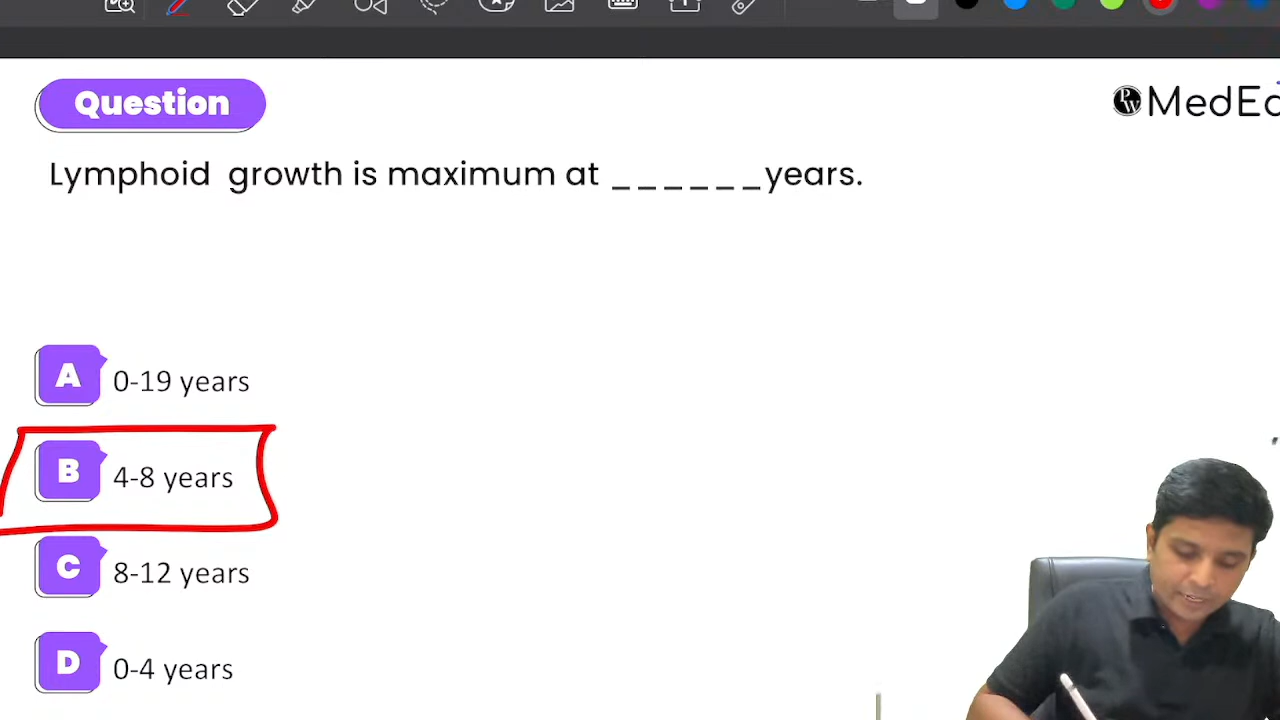 Question
MedEd
Lymphoid growth is maximum at ______years.
A 0-19 years
B 4-8 years
C 8-12 years
D 0-4 years